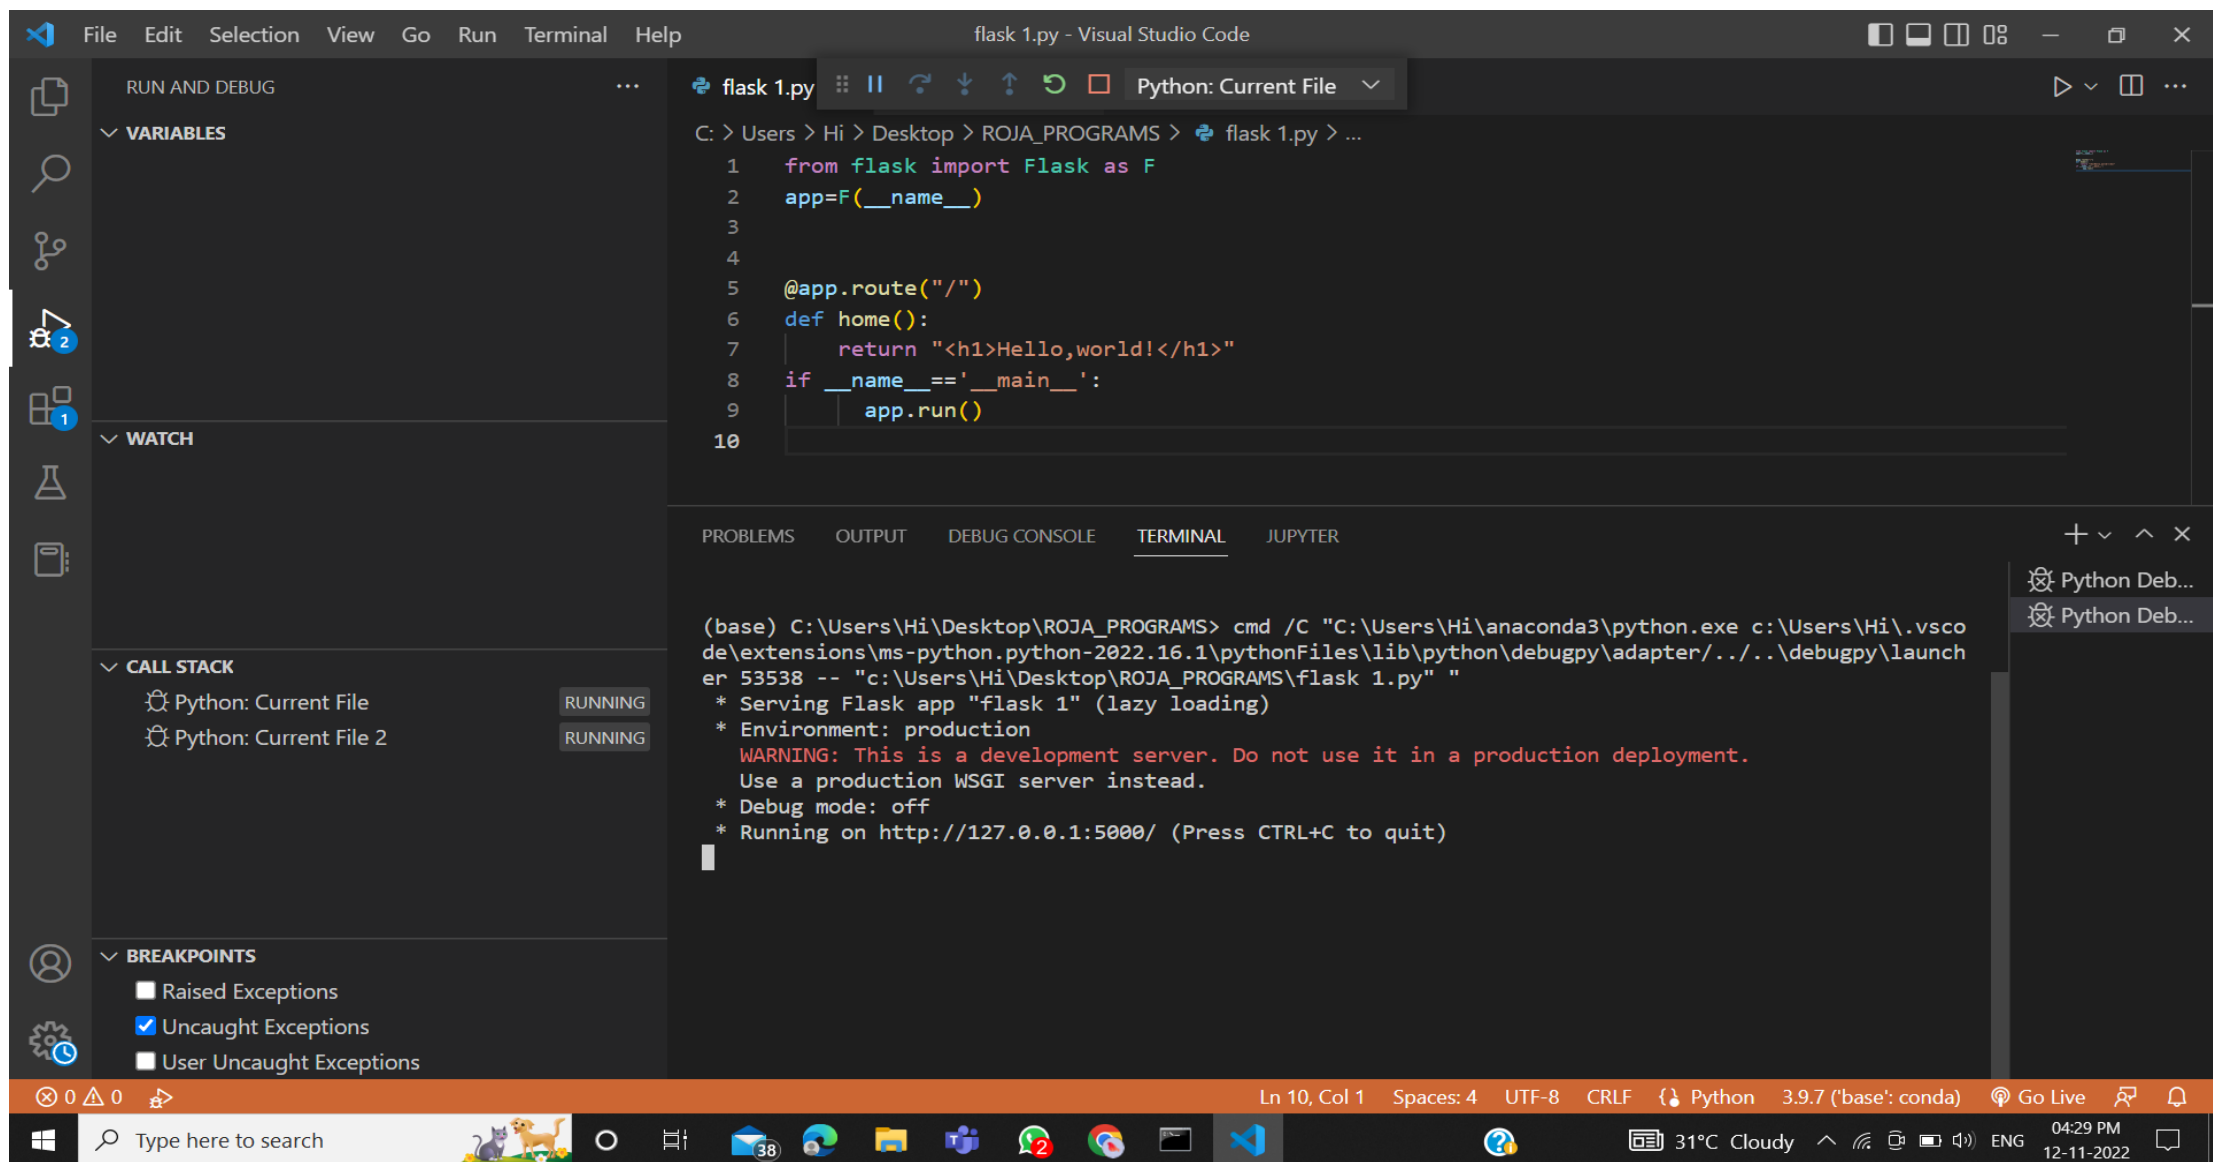 File Edit Selection View Go Run Terminal Help
flask 1.py - Visual Studio Code
RUN AND DEBUG
flask 1.py
Python: Current File
VARIABLES
C: > Users > Hi > Desktop > ROJA_PROGRAMS > flask 1.py > ...
1 from flask import Flask as F
2 app=F(__name__)
3
4
5 @app.route("/")
6 def home():
7 return "<h1>Hello,world!</h1>"
8 if __name__=='__main__':
9 app.run()
10
2
1
WATCH
PROBLEMS OUTPUT DEBUG CONSOLE TERMINAL JUPYTER
Python Deb...
Python Deb...
(base) C:\Users\Hi\Desktop\ROJA_PROGRAMS> cmd /C "C:\Users\Hi\anaconda3\python.exe c:\Users\Hi\.vsco
de\extensions\ms-python.python-2022.16.1\pythonFiles\lib\python\debugpy\adapter/../..\debugpy\launch
er 53538 -- "c:\Users\Hi\Desktop\ROJA_PROGRAMS\flask 1.py" "
* Serving Flask app "flask 1" (lazy loading)
* Environment: production
WARNING: This is a development server. Do not use it in a production deployment.
Use a production WSGI server instead.
* Debug mode: off
* Running on http://127.0.0.1:5000/ (Press CTRL+C to quit)
CALL STACK
Python: Current File RUNNING
Python: Current File 2 RUNNING
BREAKPOINTS
Raised Exceptions
Uncaught Exceptions
User Uncaught Exceptions
0 0
Ln 10, Col 1 Spaces: 4 UTF-8 CRLF Python 3.9.7 ('base': conda) Go Live
Type here to search
38
2
31°C Cloudy
ENG
04:29 PM
12-11-2022